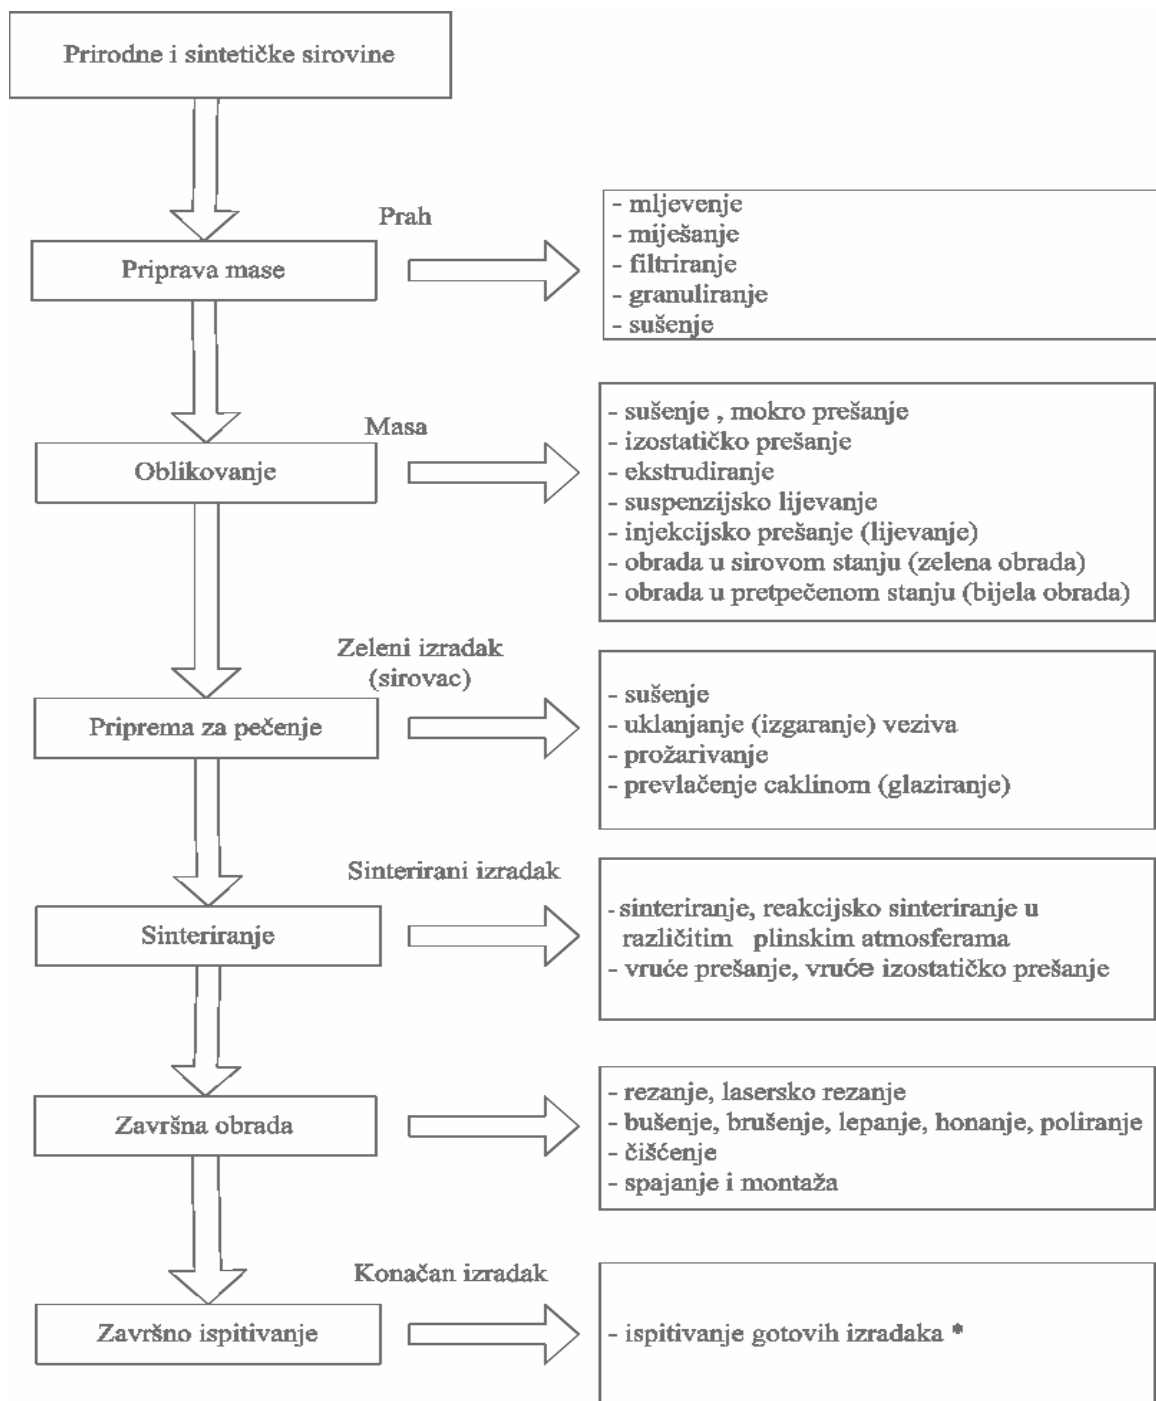 Prirodne i sintetičke sirovine
Prah
Priprava mase
- mljevenje
- miješanje
- filtriranje
- granuliranje
- sušenje
Masa
Oblikovanje
- sušenje , mokro prešanje
- izostatičko prešanje
- ekstrudiranje
- suspenzijsko lijevanje
- injekcijsko prešanje (lijevanje)
- obrada u sirovom stanju (zelena obrada)
- obrada u pretpečenom stanju (bijela obrada)
Zeleni izradak
(sirovac)
Priprema za pečenje
- sušenje
- uklanjanje (izgaranje) veziva
- prožarivanje
- prevlačenje caklinom (glaziranje)
Sinterirani izradak
Sinteriranje
- sinteriranje, reakcijsko sinteriranje u
različitim plinskim atmosferama
- vruće prešanje, vruće izostatičko prešanje
Završna obrada
- rezanje, lasersko rezanje
- bušenje, brušenje, lepanje, honanje, poliranje
- čišćenje
- spajanje i montaža
Konačan izradak
Završno ispitivanje
- ispitivanje gotovih izradaka *